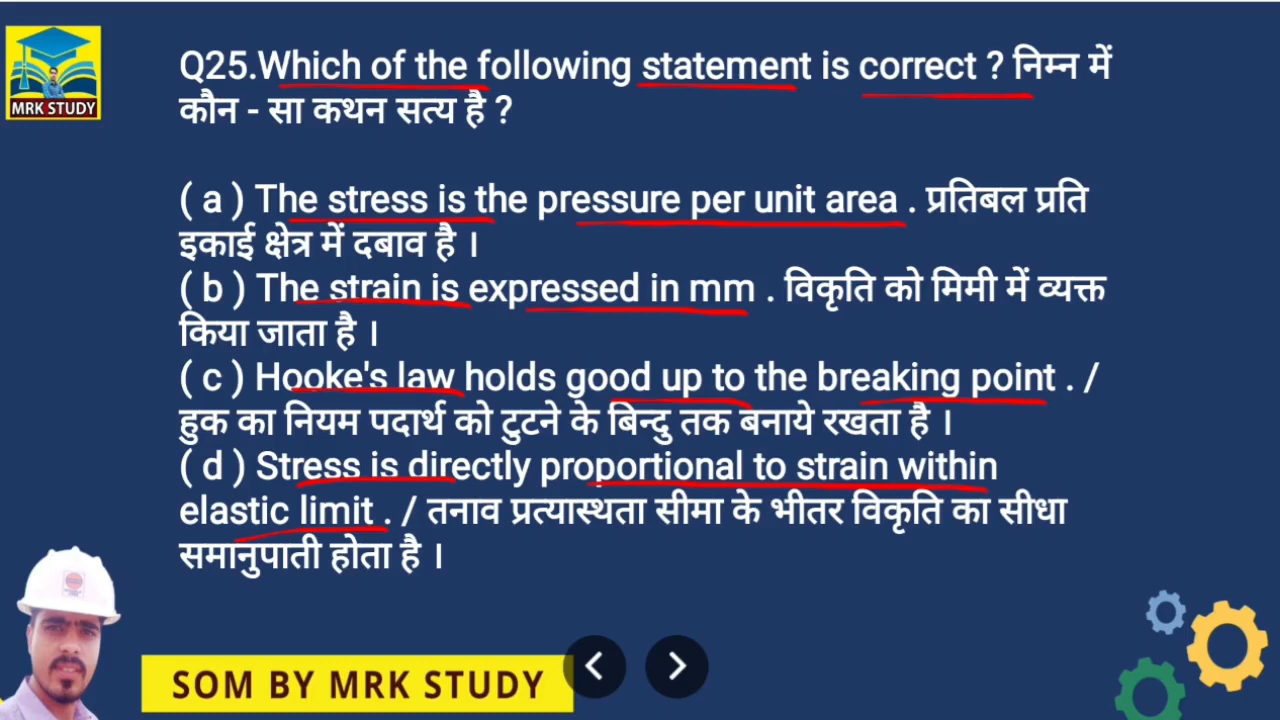 MRK STUDY
Q25.Which of the following statement is correct ? निम्न में
कौन - सा कथन सत्य है ?
( a ) The stress is the pressure per unit area . प्रतिबल प्रति
इकाई क्षेत्र में दबाव है ।
( b ) The strain is expressed in mm . विकृति को मिमी में व्यक्त
किया जाता है ।
( c ) Hooke's law holds good up to the breaking point . /
हुक का नियम पदार्थ को टुटने के बिन्दु तक बनाये रखता है ।
( d ) Stress is directly proportional to strain within
elastic limit . / तनाव प्रत्यास्थता सीमा के भीतर विकृति का सीधा
समानुपाती होता है ।
SOM BY MRK STUDY